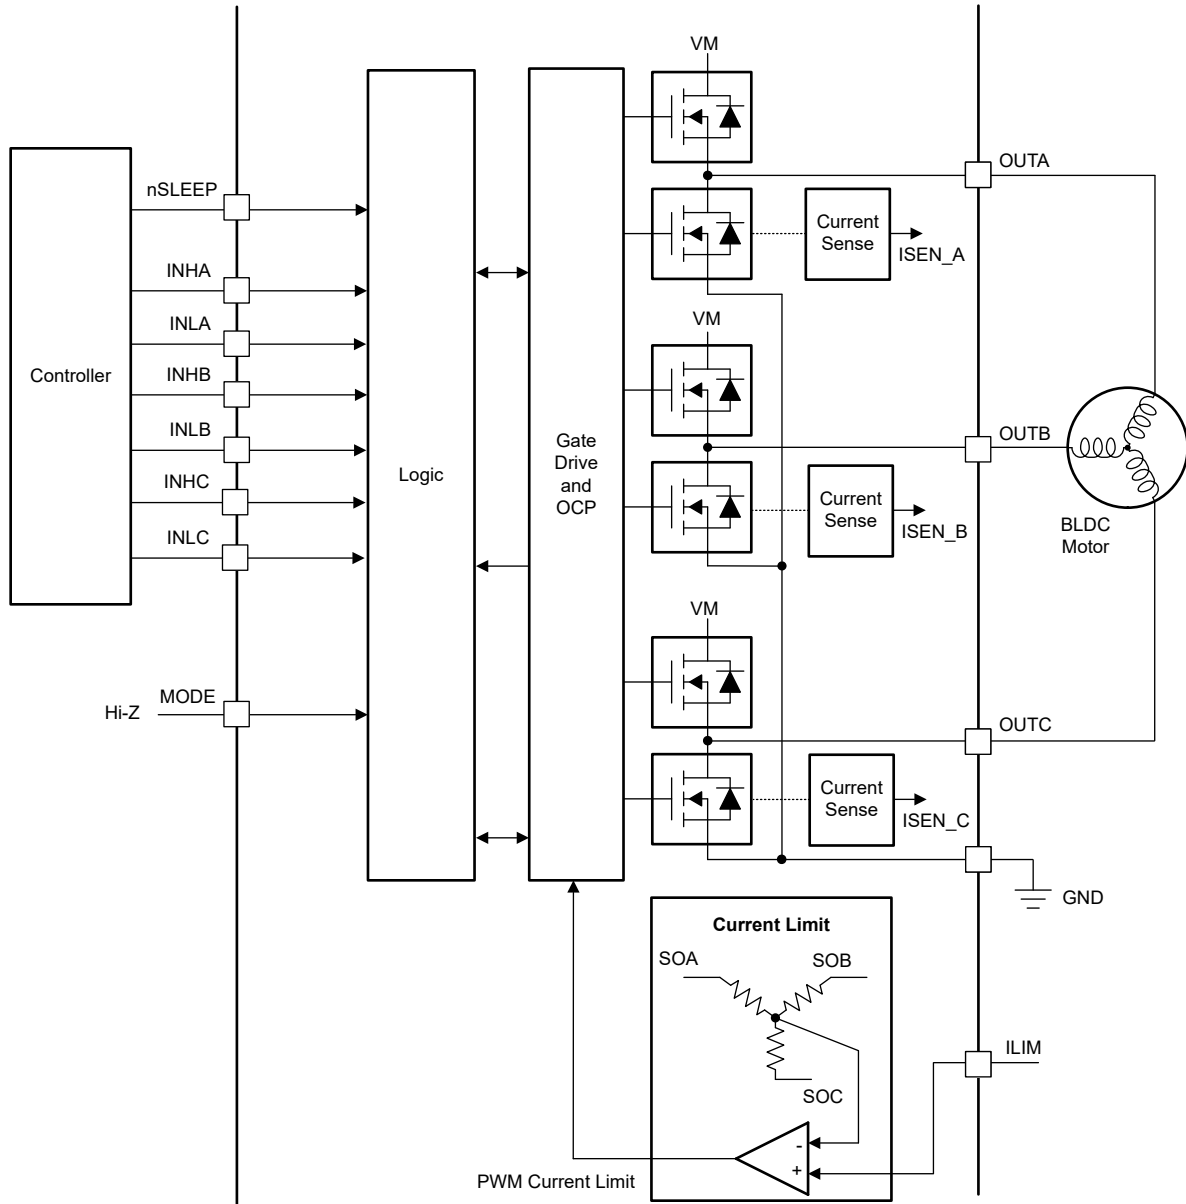 VM
nSLEEP
OUTA
Current
Sense
ISEN_A
INHA
INLA
VM
Controller
INHB
INLB
Logic
Gate
Drive
and
OCP
OUTB
Current
Sense
ISEN_B
BLDC
Motor
INHC
INLC
VM
MODE
Hi-Z
OUTC
Current
Sense
ISEN_C
GND
Current Limit
SOA
SOB
SOC
ILIM
-
+
PWM Current Limit